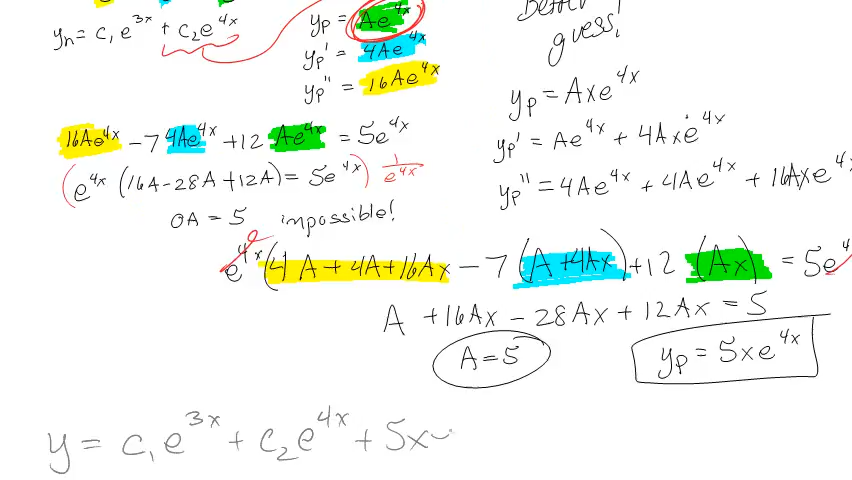 yₕ = c₁e^3x + c₂e^4x
yₚ = Ae^4x
yₚ' = 4Ae^4x
yₚ'' = 16Ae^4x
16Ae^4x - 7 4Ae^4x + 12 Ae^4x = 5e^4x
(e^4x (16A - 28A + 12A) = 5e^4x) 1/e^4x
0A = 5 impossible!
Better
guess!
yₚ = Axe^4x
yₚ' = Ae^4x + 4Axe^4x
yₚ'' = 4Ae^4x + 4Ae^4x + 16Axe^4x
e^4x (4A + 4A + 16Ax - 7 (A + 4Ax) + 12 (Ax) = 5e^4
A + 16Ax - 28Ax + 12Ax = 5
A = 5
yₚ = 5xe^4x
y = c₁e^3x + c₂e^4x + 5x